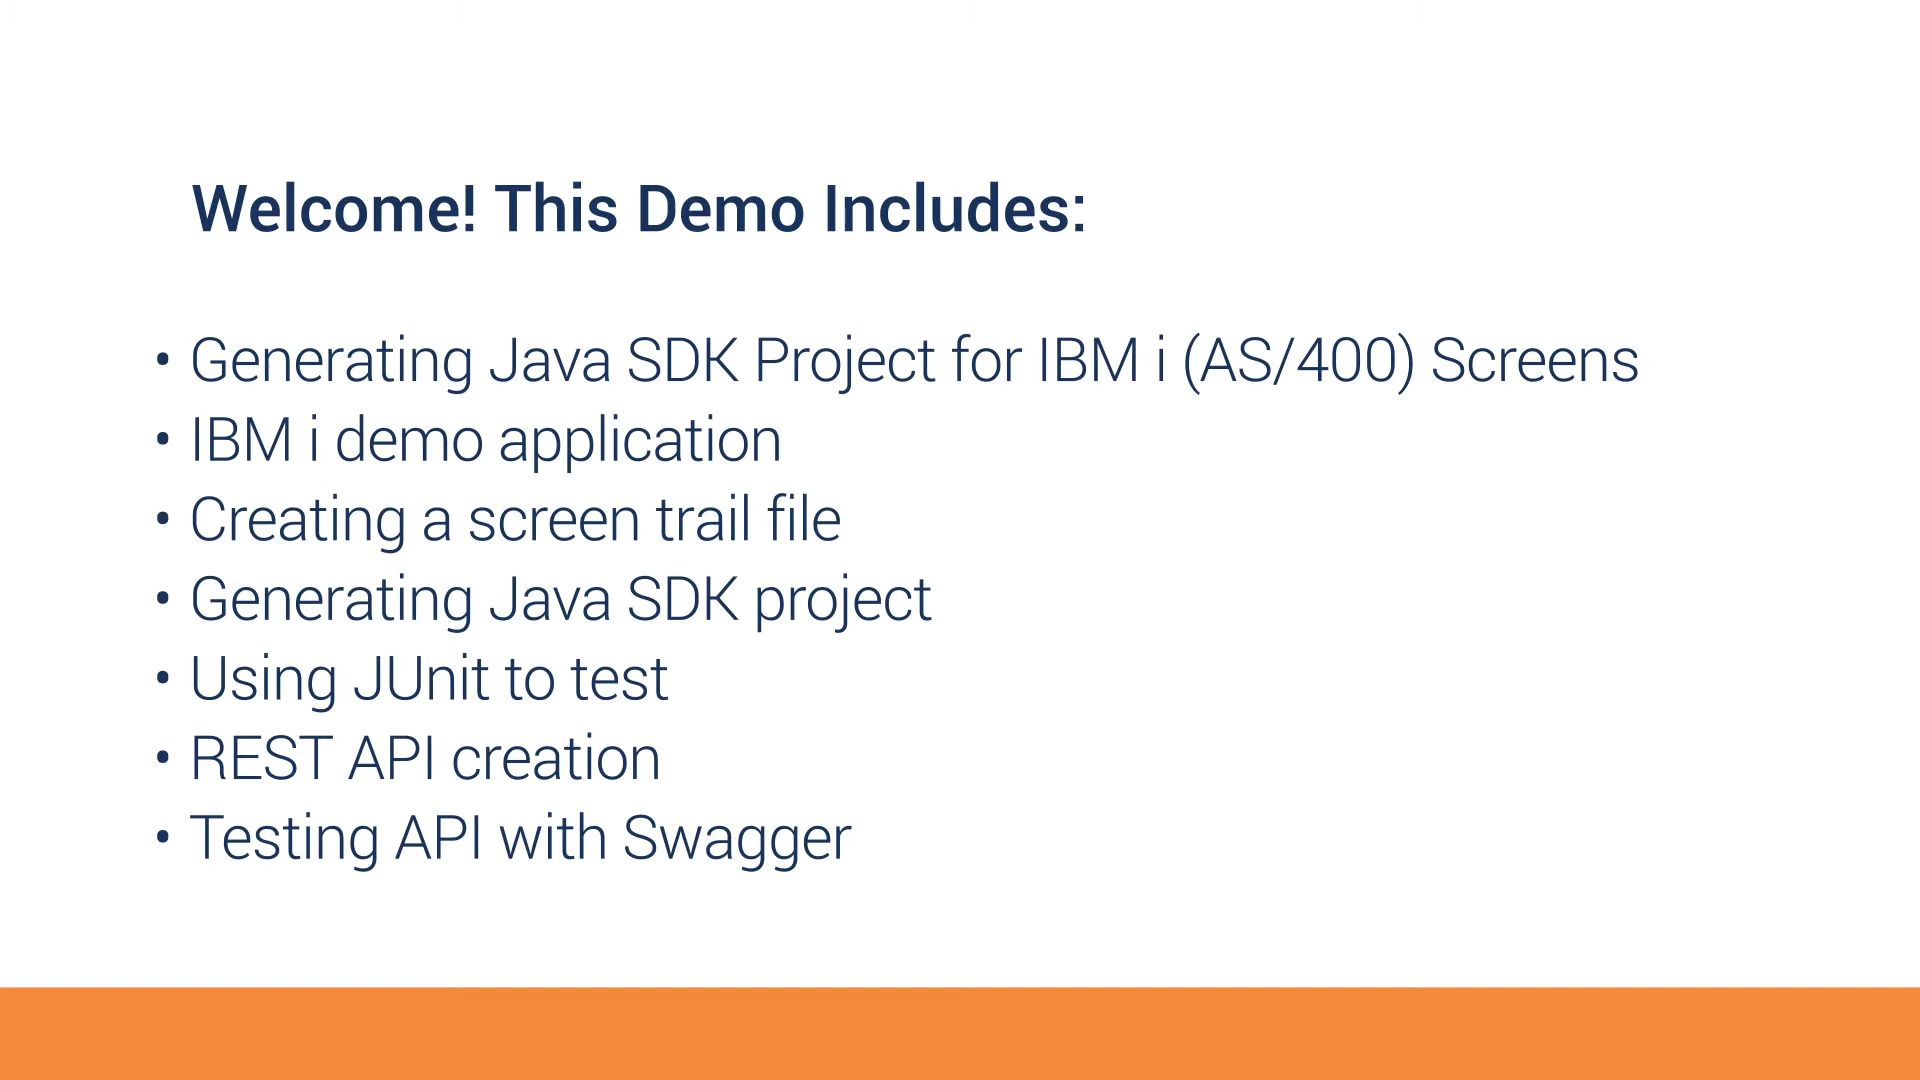 Welcome! This Demo Includes:
• Generating Java SDK Project for IBM i (AS/400) Screens
• IBM i demo application
• Creating a screen trail file
• Generating Java SDK project
• Using JUnit to test
• REST API creation
• Testing API with Swagger